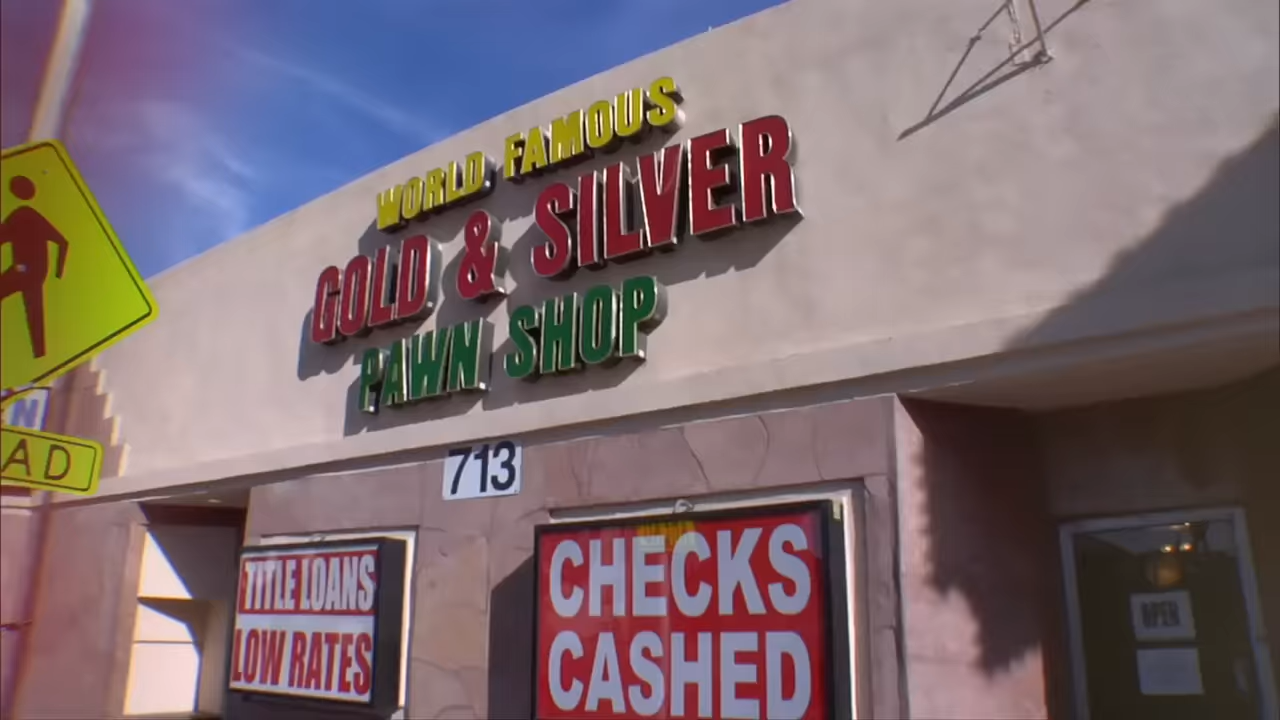 WORLD FAMOUS
GOLD & SILVER
PAWN SHOP
713
TITLE LOANS
LOW RATES
CHECKS
CASHED
OPEN
N
AD